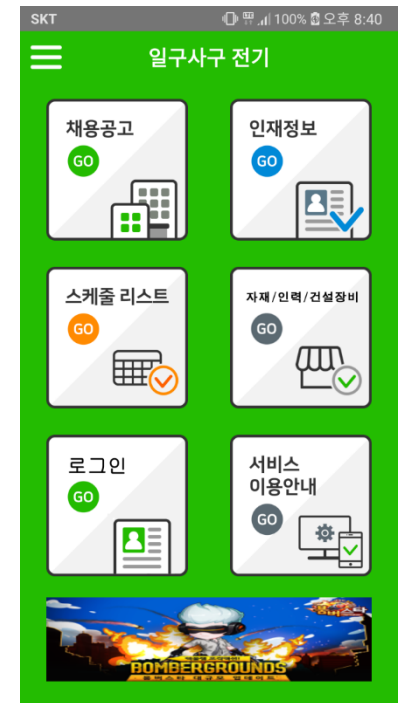 SKT 100% 오후 8:40
일구사구 전기
채용공고
GO
인재정보
GO
스케줄 리스트
GO
자재/인력/건설장비
GO
로그인
GO
서비스
이용안내
GO
BOMBERGROUNDS